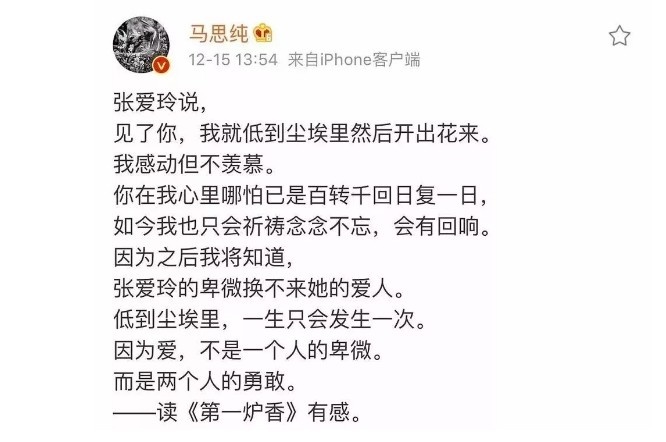 马思纯
12-15 13:54 来自iPhone客户端
张爱玲说，
见了你，我就低到尘埃里然后开出花来。
我感动但不羡慕。
你在我心里哪怕已是百转千回日复一日，
如今我也只会祈祷念念不忘，会有回响。
因为之后我将知道，
张爱玲的卑微换不来她的爱人。
低到尘埃里，一生只会发生一次。
因为爱，不是一个人的卑微。
而是两个人的勇敢。
——读《第一炉香》有感。